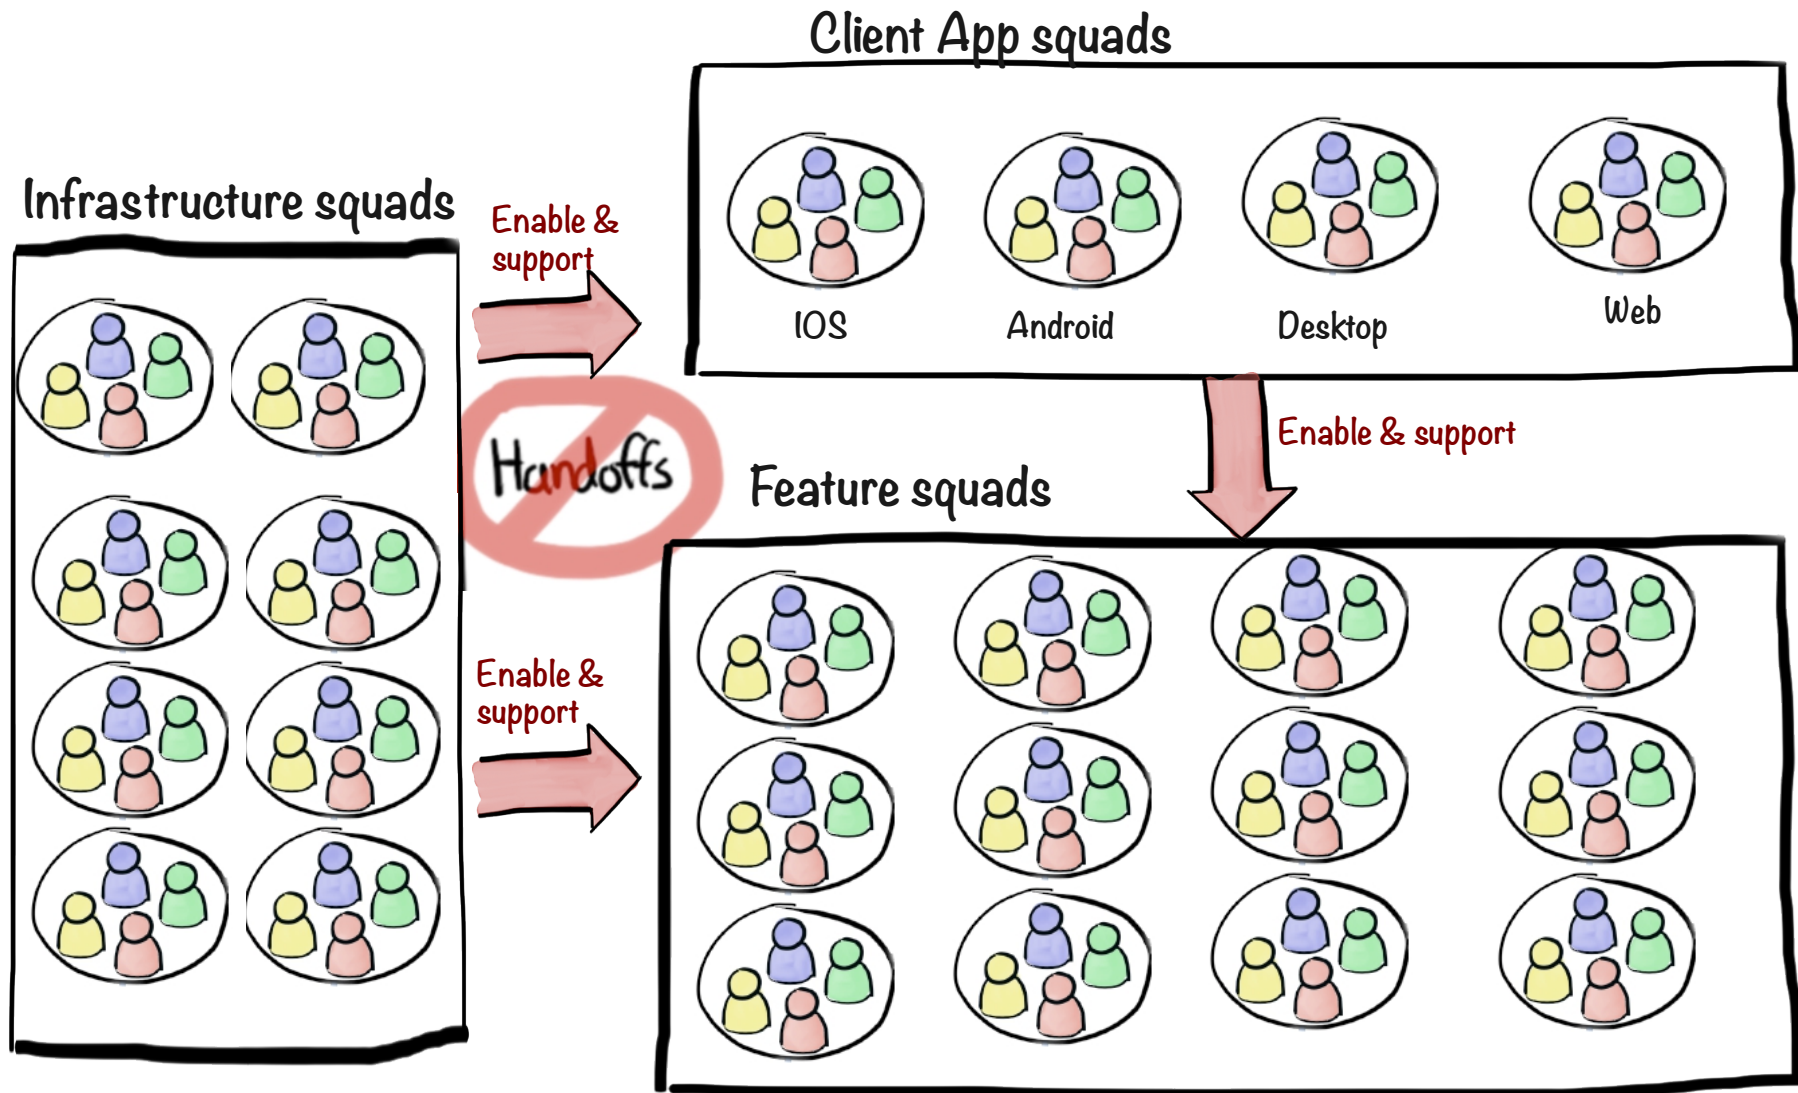 Client App squads
Infrastructure squads
Enable &
support
IOS
Android
Desktop
Web
Handoffs
Enable & support
Feature squads
Enable &
support